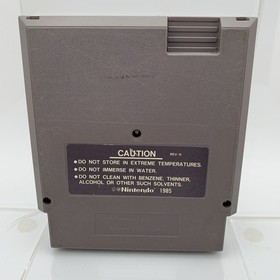 CAUTION REV-A
• DO NOT STORE IN EXTREME TEMPERATURES.
• DO NOT IMMERSE IN WATER.
• DO NOT CLEAN WITH BENZENE, THINNER,
ALCOHOL OR OTHER SUCH SOLVENTS.
©®Nintendo 1985